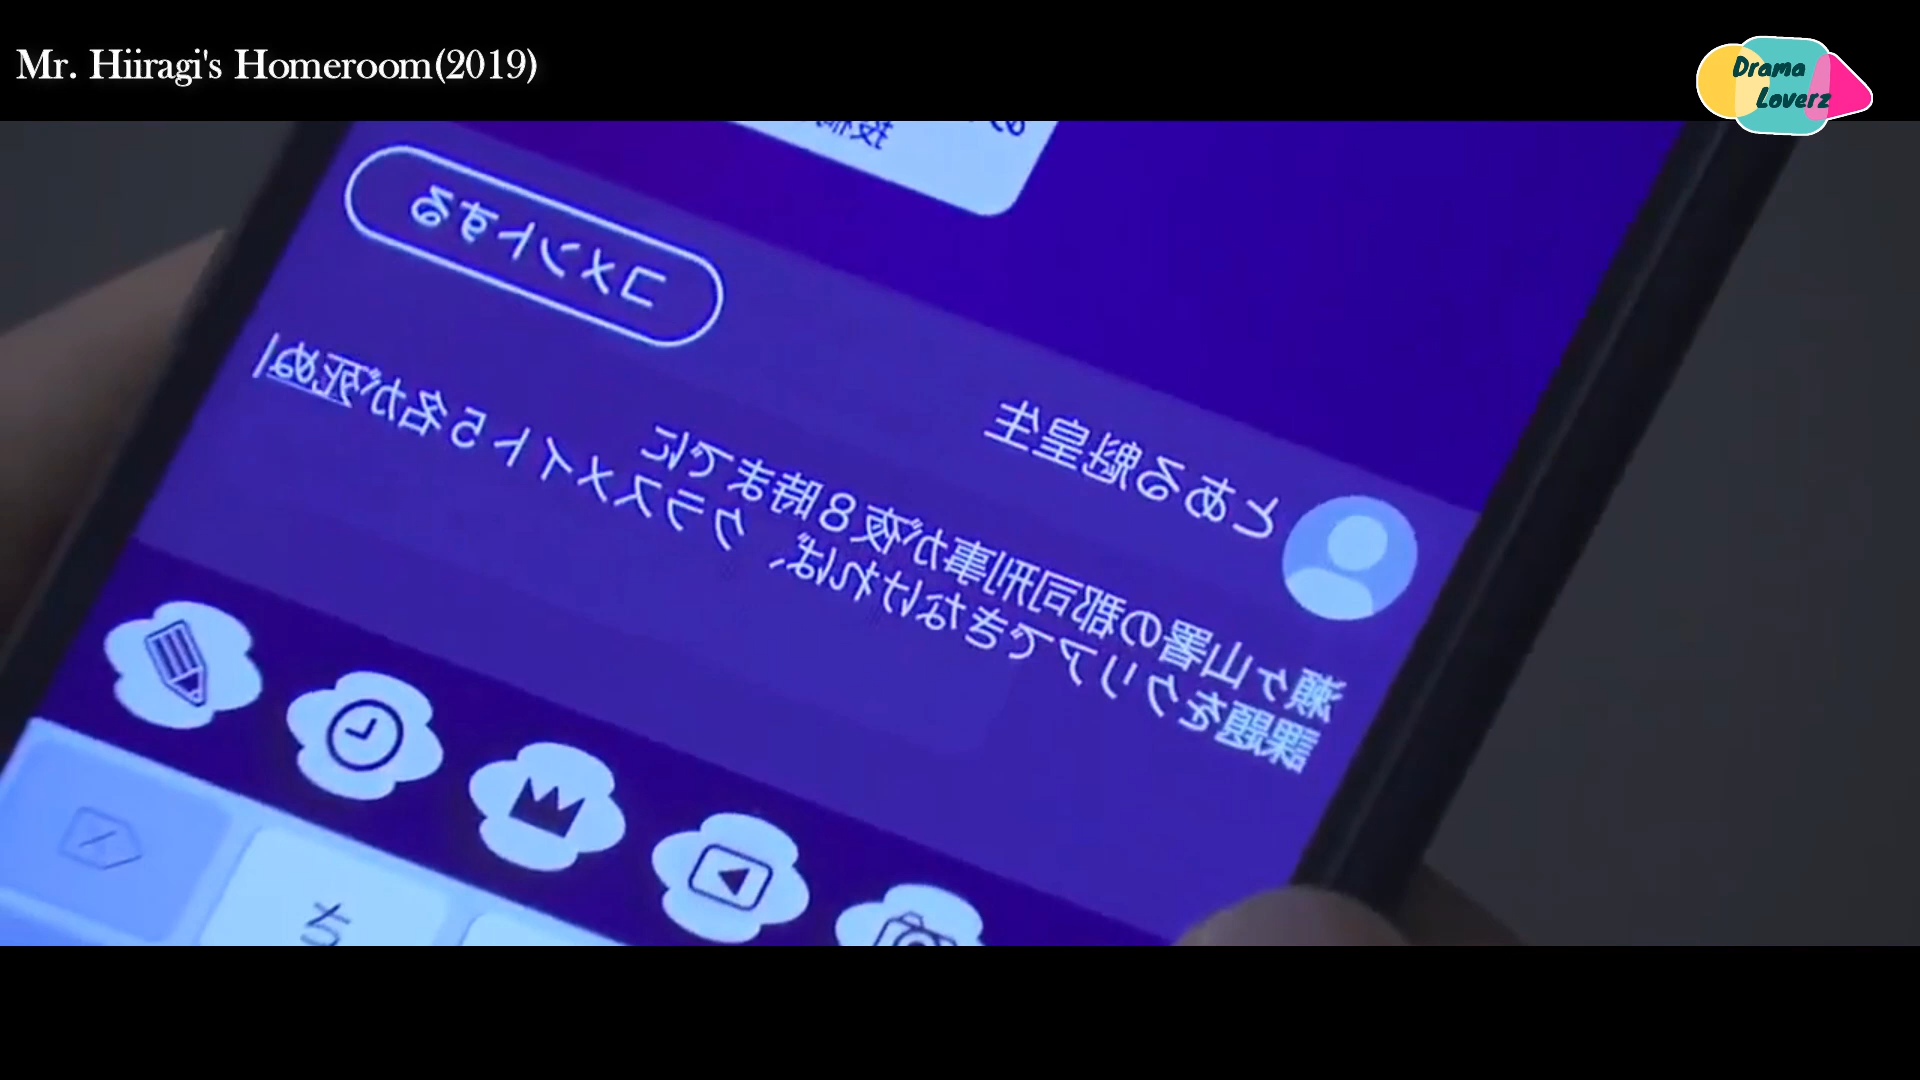 Mr. Hiiragi's Homeroom(2019)
Drama
Loverz
コメントする
とある魁皇生
瀬ヶ山署の郡司刑事が夜8時までに
課題をクリアできなければ、クラスメイト5名が死ぬ
ち